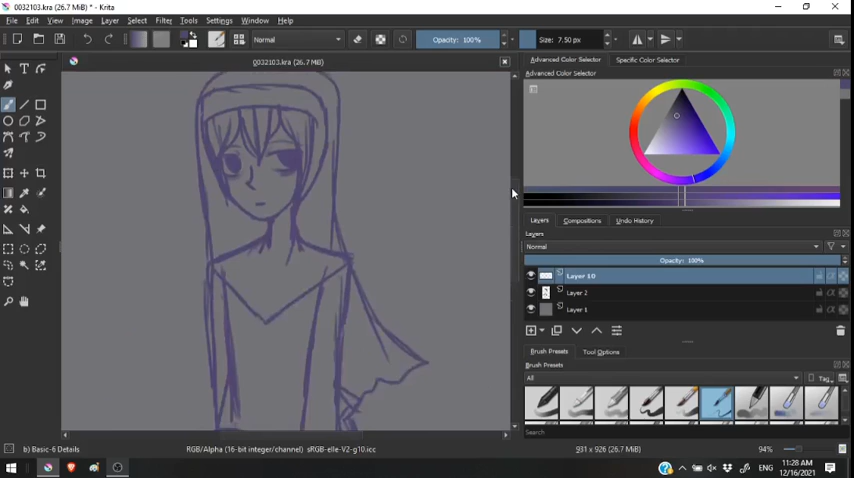 0032103.kra (26.7 MiB) * - Krita
File Edit View Image Layer Select Filter Tools Settings Window Help
Normal Opacity: 100% Size: 7.50 px
0032103.kra (26.7 MiB)
Advanced Color Selector Specific Color Selector
Advanced Color Selector
Layers Compositions Undo History
Layers
Normal
Opacity: 100%
Layer 10
Layer 2
Layer 1
Brush Presets Tool Options
Brush Presets
All Tag
Search
b) Basic-6 Details RGB/Alpha (16-bit integer/channel) sRGB-elle-V2-g10.icc 931 x 926 (26.7 MiB) 94%
ENG 11:28 AM
12/16/2021